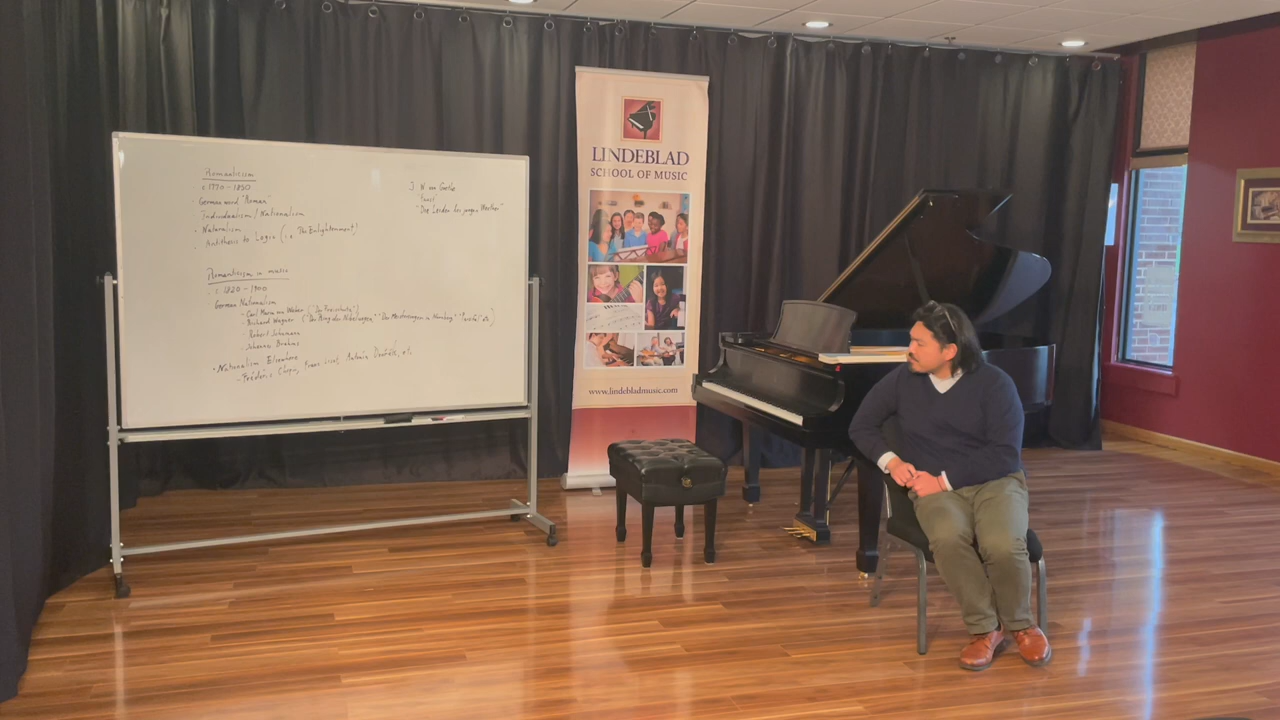 Romanticism
c 1770 - 1850
German word "Roman"
Individualism / Nationalism
Naturalism
Antithesis to Logic (i.e. The Enlightenment)
Romanticism in music
c. 1820 - 1900
German Nationalism
- Carl Maria von Weber ("Der Freischutz")
- Richard Wagner ("Der Ring des Nibelungen" "Die Meistersinger in Nurnberg" "Parsifal" etc)
- Robert Schumann
- Johannes Brahms
Nationalism Elsewhere
- Frédéric Chopin, Franz Liszt, Antonín Dvořák, etc.
J. W von Goethe
"Faust"
"Die Leiden des jungen Werther"
LINDEBLAD
SCHOOL OF MUSIC
www.lindebladmusic.com